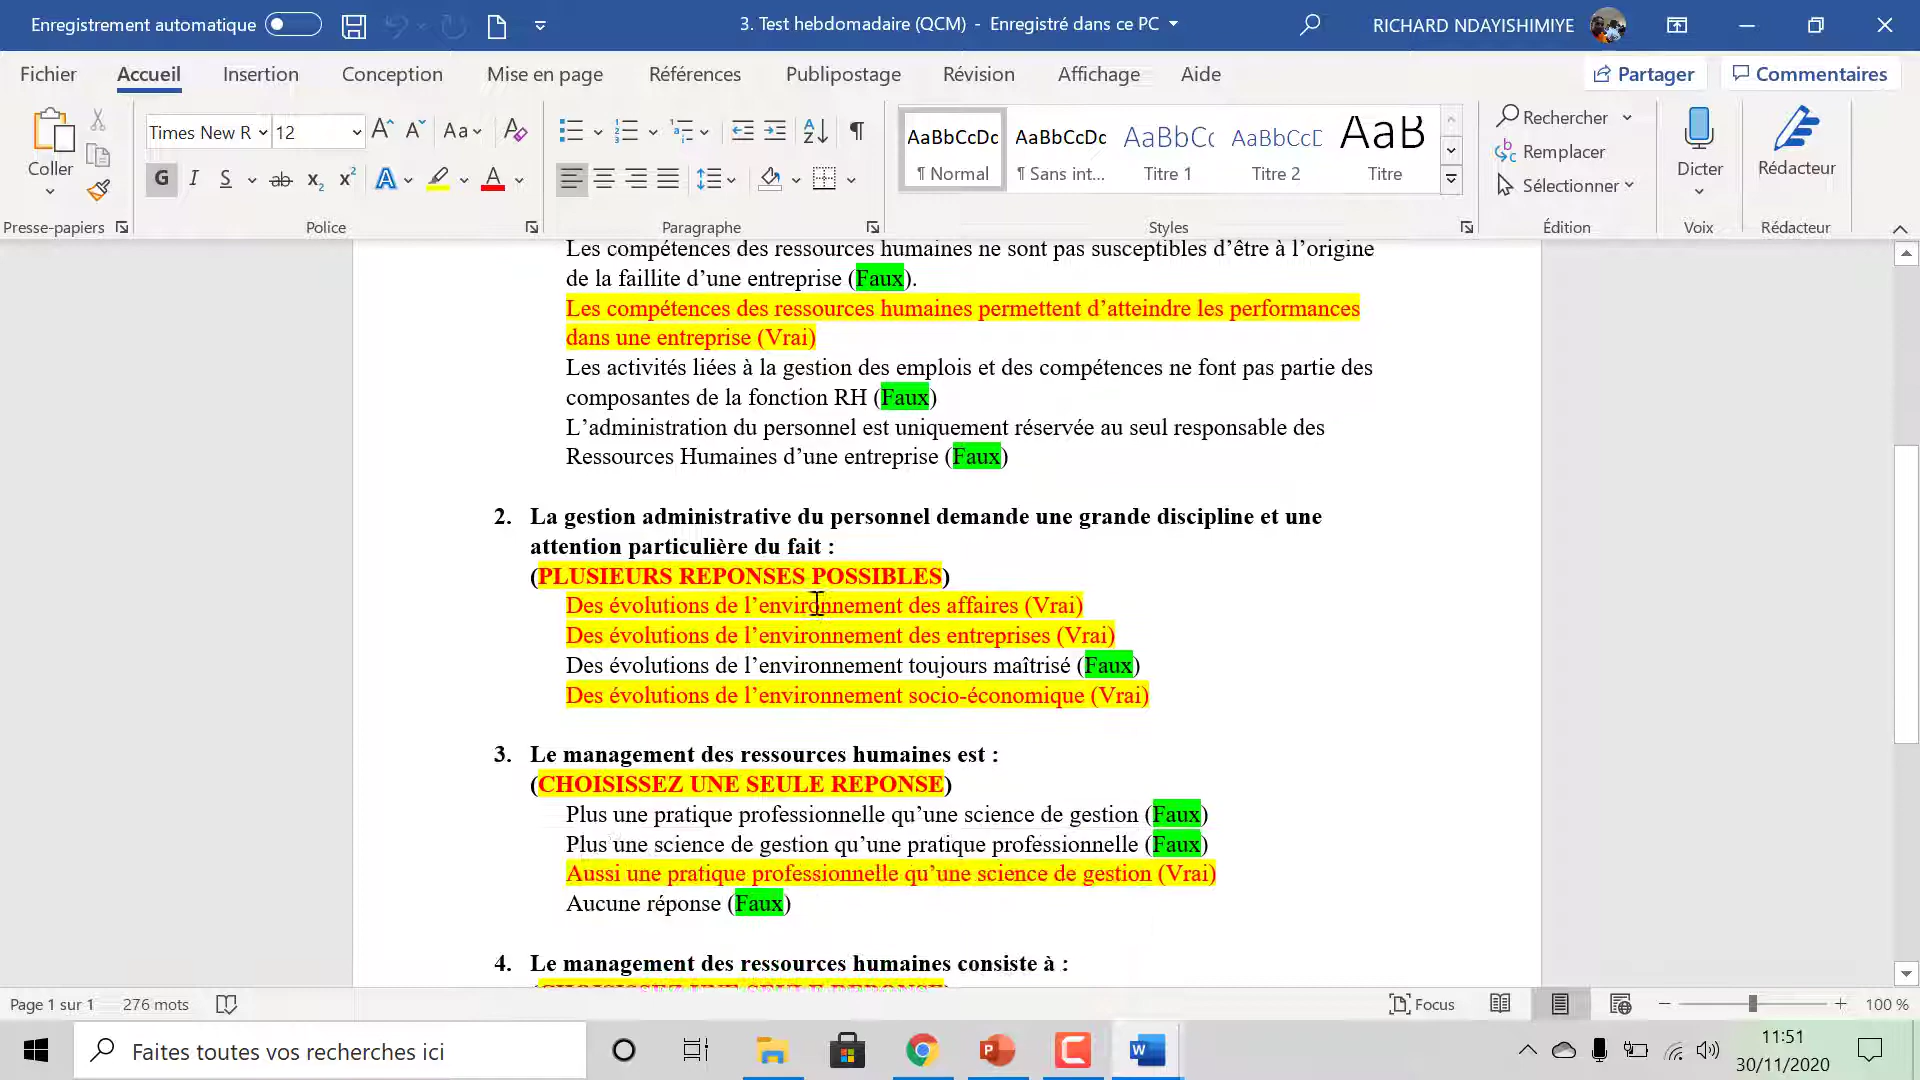 Enregistrement automatique
3. Test hebdomadaire (QCM) - Enregistré dans ce PC
RICHARD NDAYISHIMIYE
Fichier Accueil Insertion Conception Mise en page Références Publipostage Révision Affichage Aide Partager Commentaires
Coller
Times New R 12
Aa
G I S ab x₂ x² A A
AaBbCcDc AaBbCcDc AaBbCc AaBbCcD AaB
¶ Normal ¶ Sans int... Titre 1 Titre 2 Titre
Rechercher
Remplacer
Sélectionner
Dicter
Rédacteur
Presse-papiers Police Paragraphe Styles Édition Voix Rédacteur
Les compétences des ressources humaines ne sont pas susceptibles d’être à l’origine
de la faillite d’une entreprise (Faux).
Les compétences des ressources humaines permettent d’atteindre les performances
dans une entreprise (Vrai)
Les activités liées à la gestion des emplois et des compétences ne font pas partie des
composantes de la fonction RH (Faux)
L’administration du personnel est uniquement réservée au seul responsable des
Ressources Humaines d’une entreprise (Faux)
2. La gestion administrative du personnel demande une grande discipline et une
attention particulière du fait :
(PLUSIEURS REPONSES POSSIBLES)
Des évolutions de l’environnement des affaires (Vrai)
Des évolutions de l’environnement des entreprises (Vrai)
Des évolutions de l’environnement toujours maîtrisé (Faux)
Des évolutions de l’environnement socio-économique (Vrai)
3. Le management des ressources humaines est :
(CHOISISSEZ UNE SEULE REPONSE)
Plus une pratique professionnelle qu’une science de gestion (Faux)
Plus une science de gestion qu’une pratique professionnelle (Faux)
Aussi une pratique professionnelle qu’une science de gestion (Vrai)
Aucune réponse (Faux)
4. Le management des ressources humaines consiste à :
(CHOISISSEZ UNE SEULE REPONSE)
Page 1 sur 1 276 mots Focus 100 %
Faites toutes vos recherches ici
11:51
30/11/2020